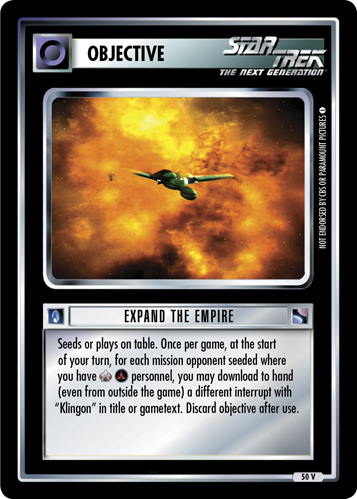 OBJECTIVE
STAR TREK
THE NEXT GENERATION
NOT ENDORSED BY CBS OR PARAMOUNT PICTURES
EXPAND THE EMPIRE
Seeds or plays on table. Once per game, at the start
of your turn, for each mission opponent seeded where
you have personnel, you may download to hand
(even from outside the game) a different interrupt with
“Klingon” in title or gametext. Discard objective after use.
50 V